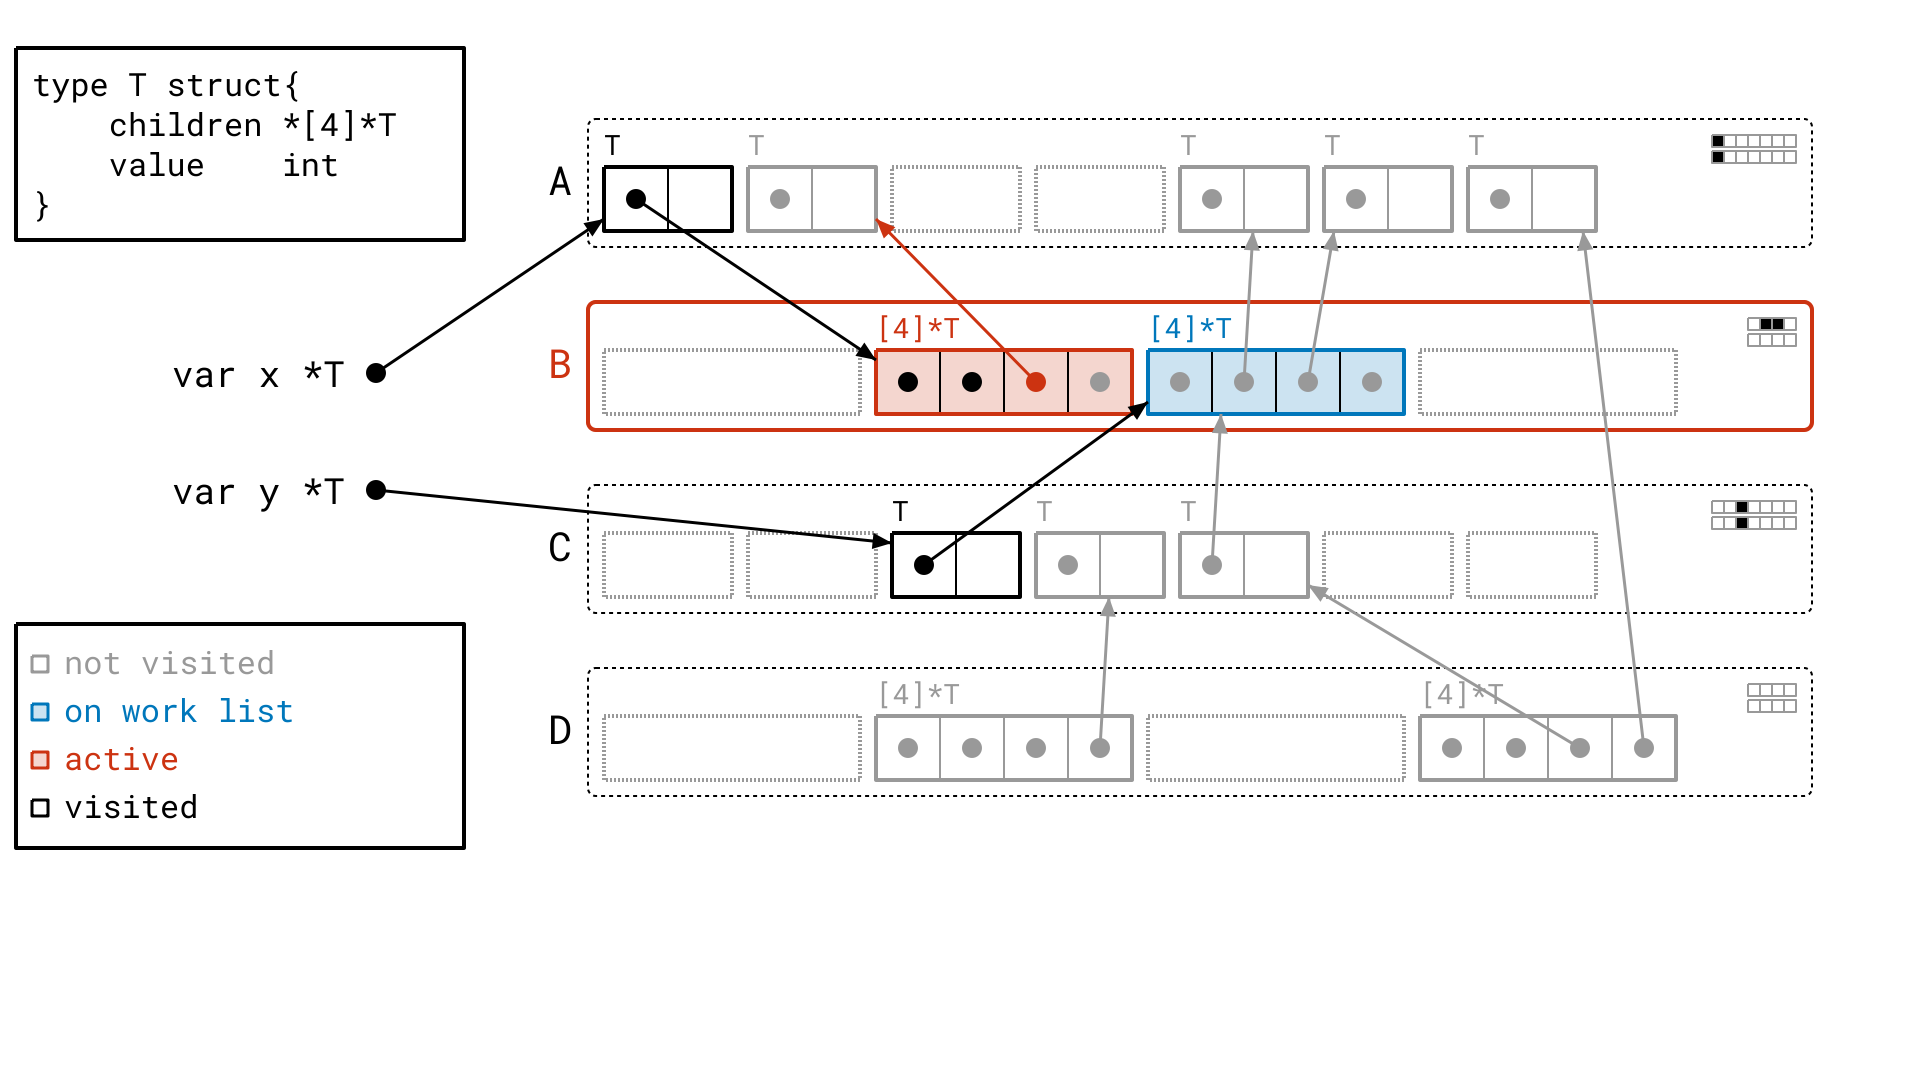 type T struct{
    children *[4]*T
    value    int
}
T T T T T
A
[4]*T [4]*T
B
var x *T
var y *T
T T T
C
[4]*T [4]*T
D
not visited
on work list
active
visited